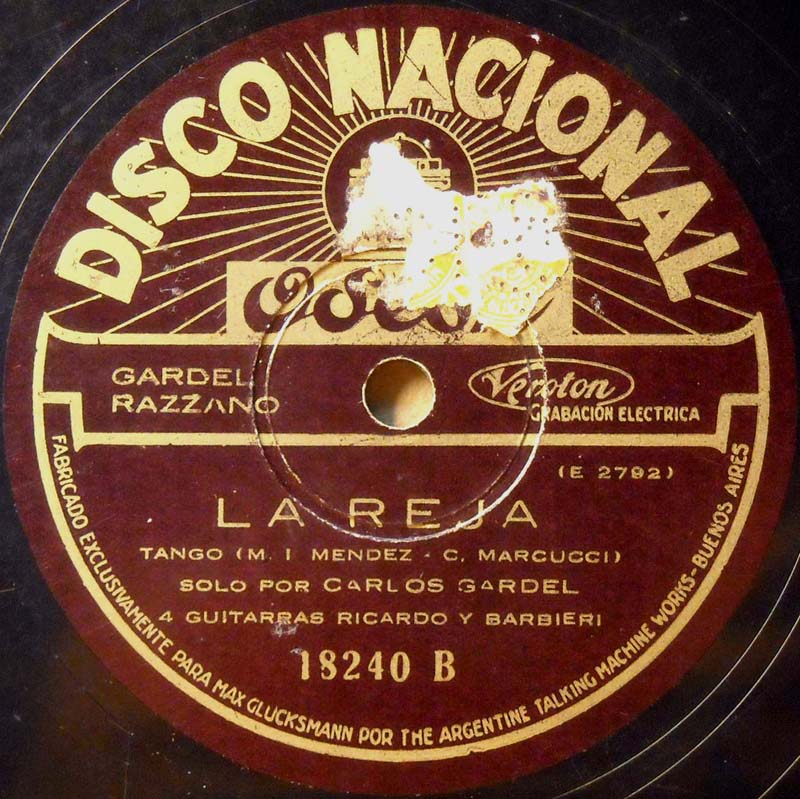 DISCO NACIONAL
GARDEL
RAZZANO
Veroton
GRABACIÓN ELECTRICA
(E 2792)
LA REJA
TANGO (M. I MENDEZ - C. MARCUCCI)
SOLO POR CARLOS GARDEL
4 GUITARRAS RICARDO Y BARBIERI
18240 B
FABRICADO EXCLUSIVAMENTE PARA MAX GLUCKSMANN POR THE ARGENTINE TALKING MACHINE WORKS-BUENOS AIRES